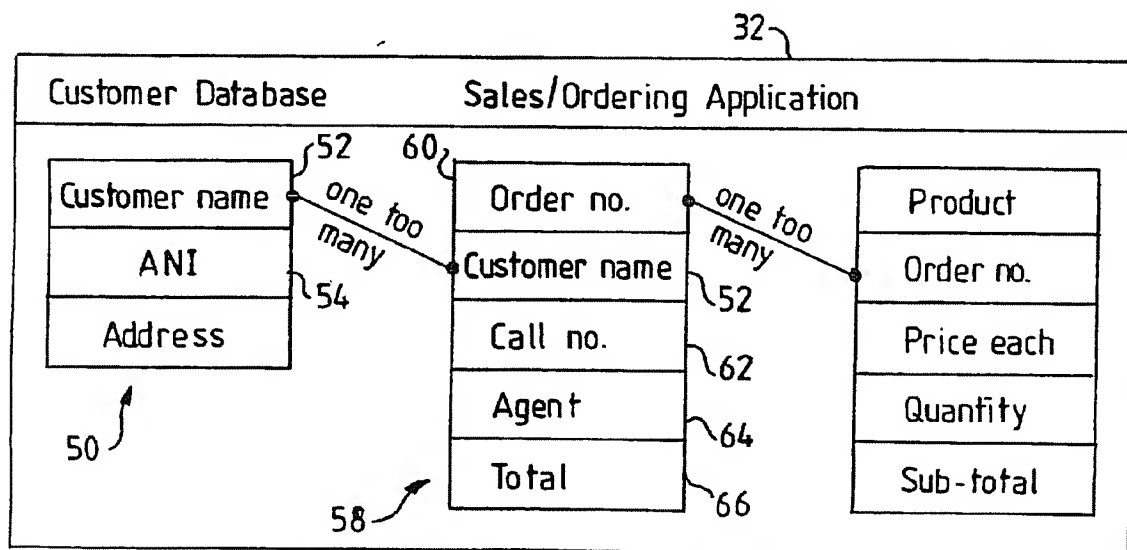 32
Customer Database Sales/Ordering Application
52
Customer name
ANI
54
Address
50
one too
many
60
Order no.
Customer name
52
Call no.
62
Agent
64
Total
66
58
one too
many
Product
Order no.
Price each
Quantity
Sub-total